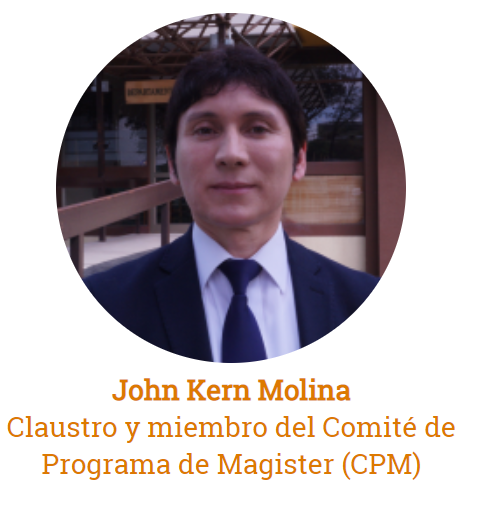 John Kern Molina
Claustro y miembro del Comité de
Programa de Magister (CPM)